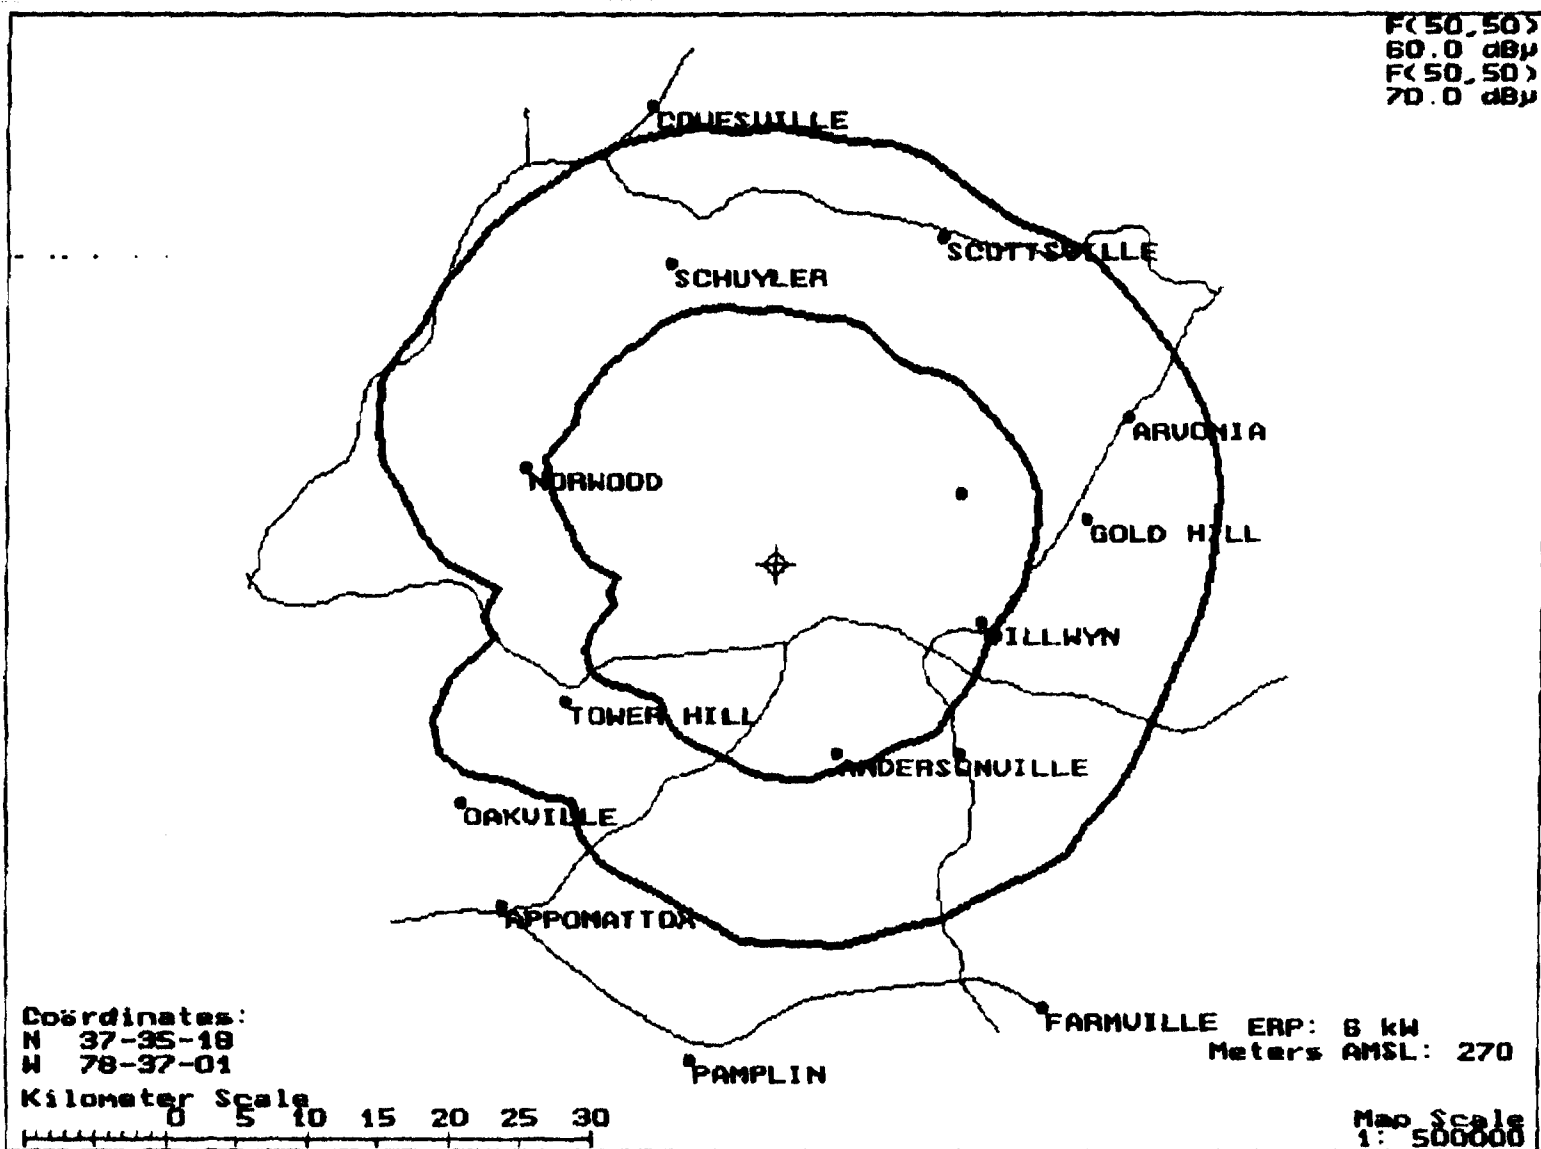 F(50,50)
60.0 dBµ
F(50,50)
70.0 dBµ
COVESVILLE
SCOTTSVILLE
SCHUYLER
ARVONIA
NORWOOD
GOLD HILL
DILLWYN
TOWER HILL
ANDERSONVILLE
OAKVILLE
APPOMATTOX
Coordinates:
N 37-35-18
W 78-37-01
FARMVILLE
ERP: 6 kW
Meters AMSL: 270
PAMPLIN
Kilometer Scale
0 5 10 15 20 25 30
Map Scale
1: 500000